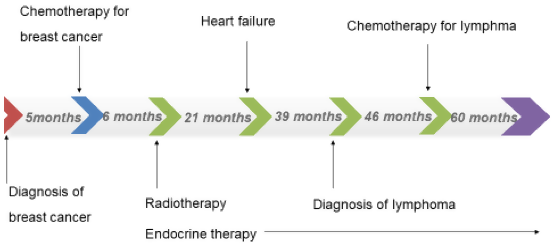 Chemotherapy for
breast cancer
Heart failure
Chemotherapy for lymphma
5months
6 months
21 months
39 months
46 months
60 months
Diagnosis of
breast cancer
Radiotherapy
Diagnosis of lymphoma
Endocrine therapy